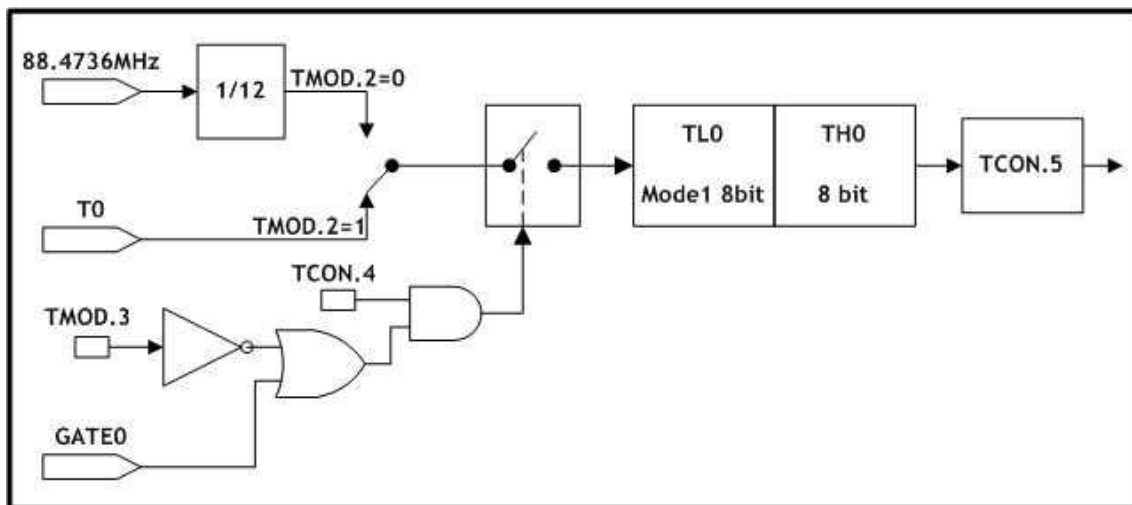 88.4736MHz
1/12
TMOD.2=0
T0
TMOD.2=1
TL0
Mode1 8bit
TH0
8 bit
TCON.5
TCON.4
TMOD.3
GATE0